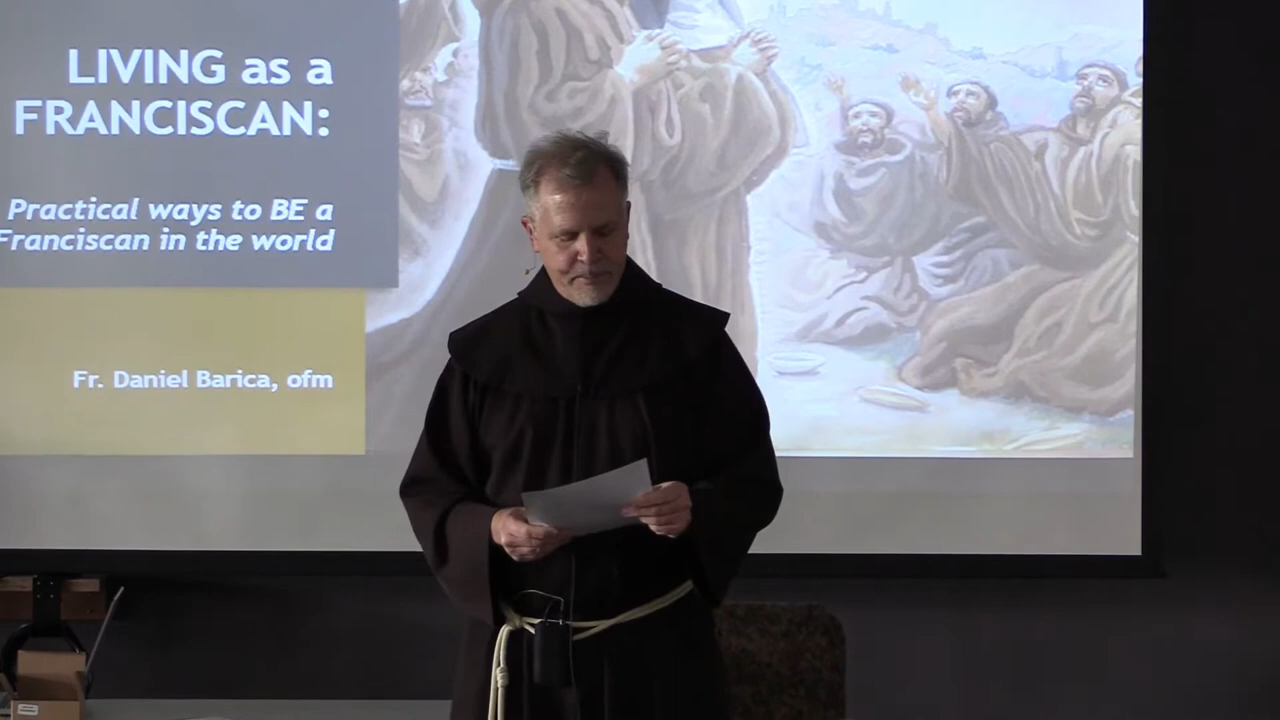 LIVING as a
FRANCISCAN:
Practical ways to BE a
Franciscan in the world
Fr. Daniel Barica, ofm